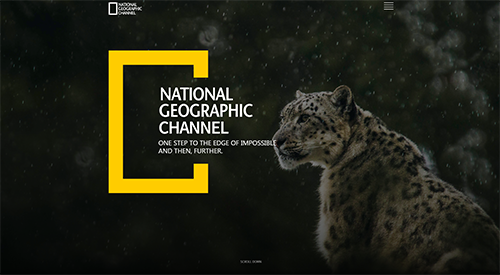 NATIONAL
GEOGRAPHIC
CHANNEL
NATIONAL
GEOGRAPHIC
CHANNEL
ONE STEP TO THE EDGE OF IMPOSSIBLE
AND THEN, FURTHER.
SCROLL DOWN